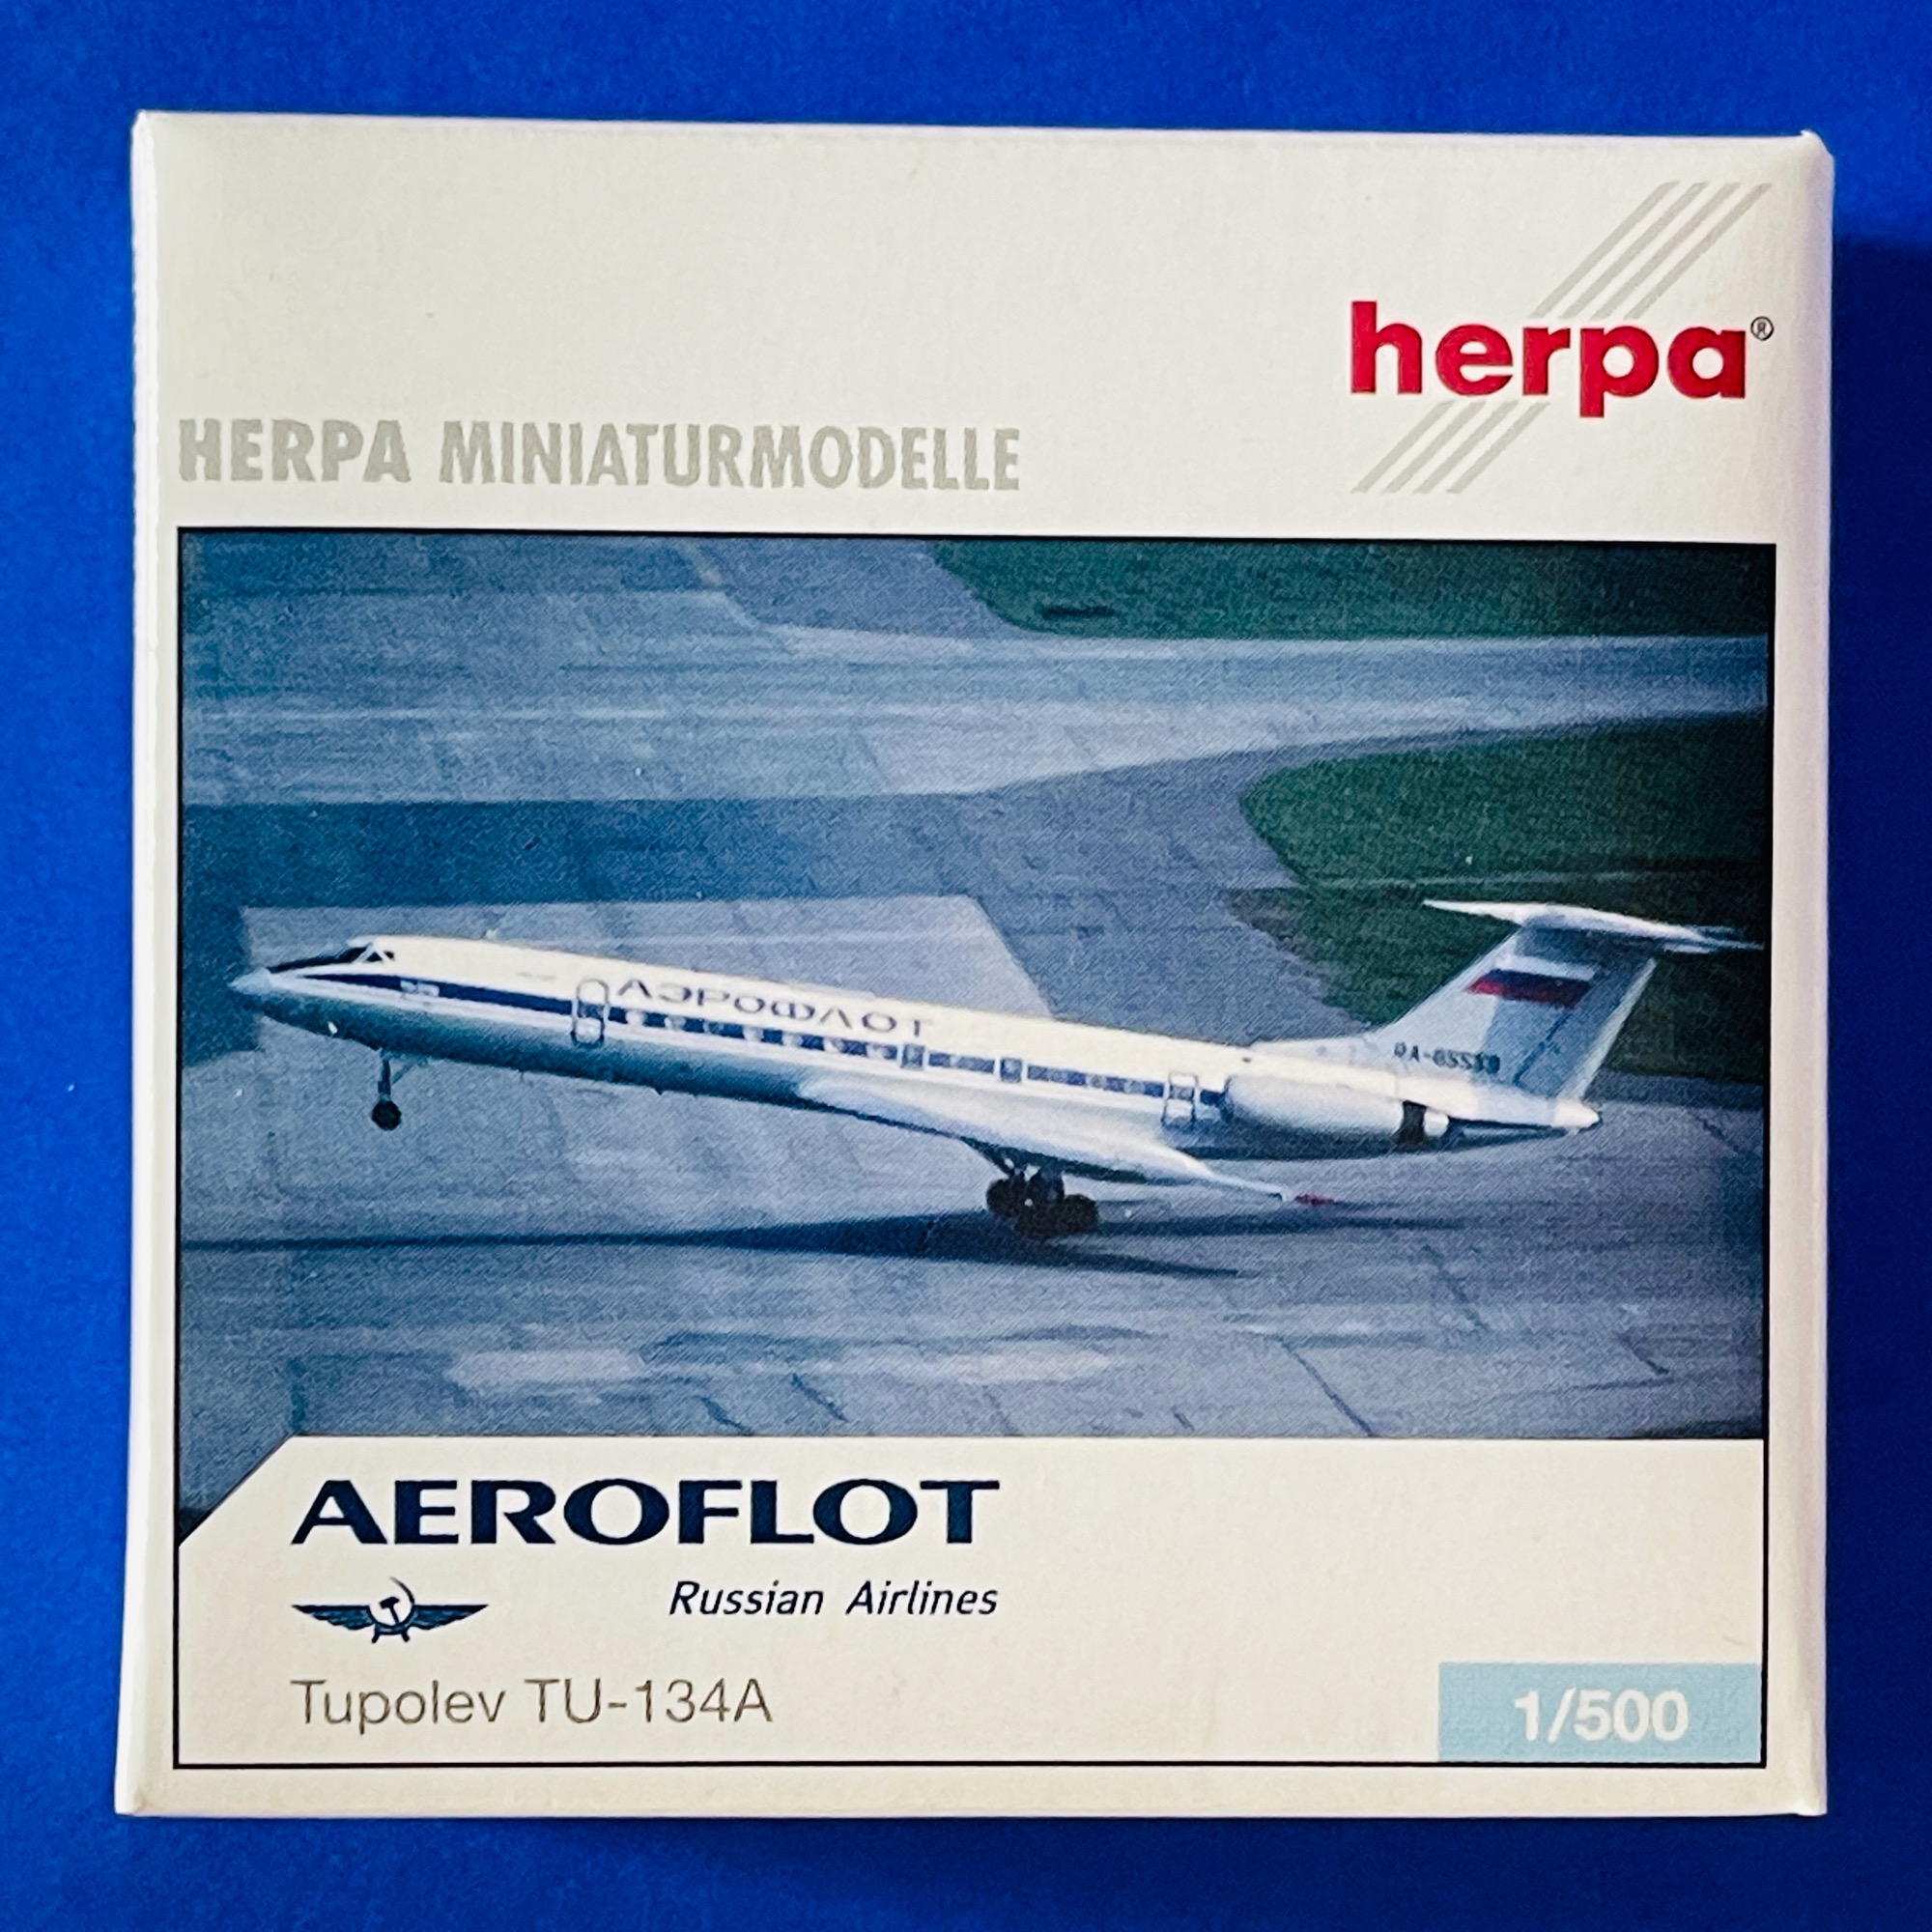 herpa®
HERPA MINIATURMODELLE
АЭРОФЛОТ
AEROFLOT
Russian Airlines
Tupolev TU-134A
1/500